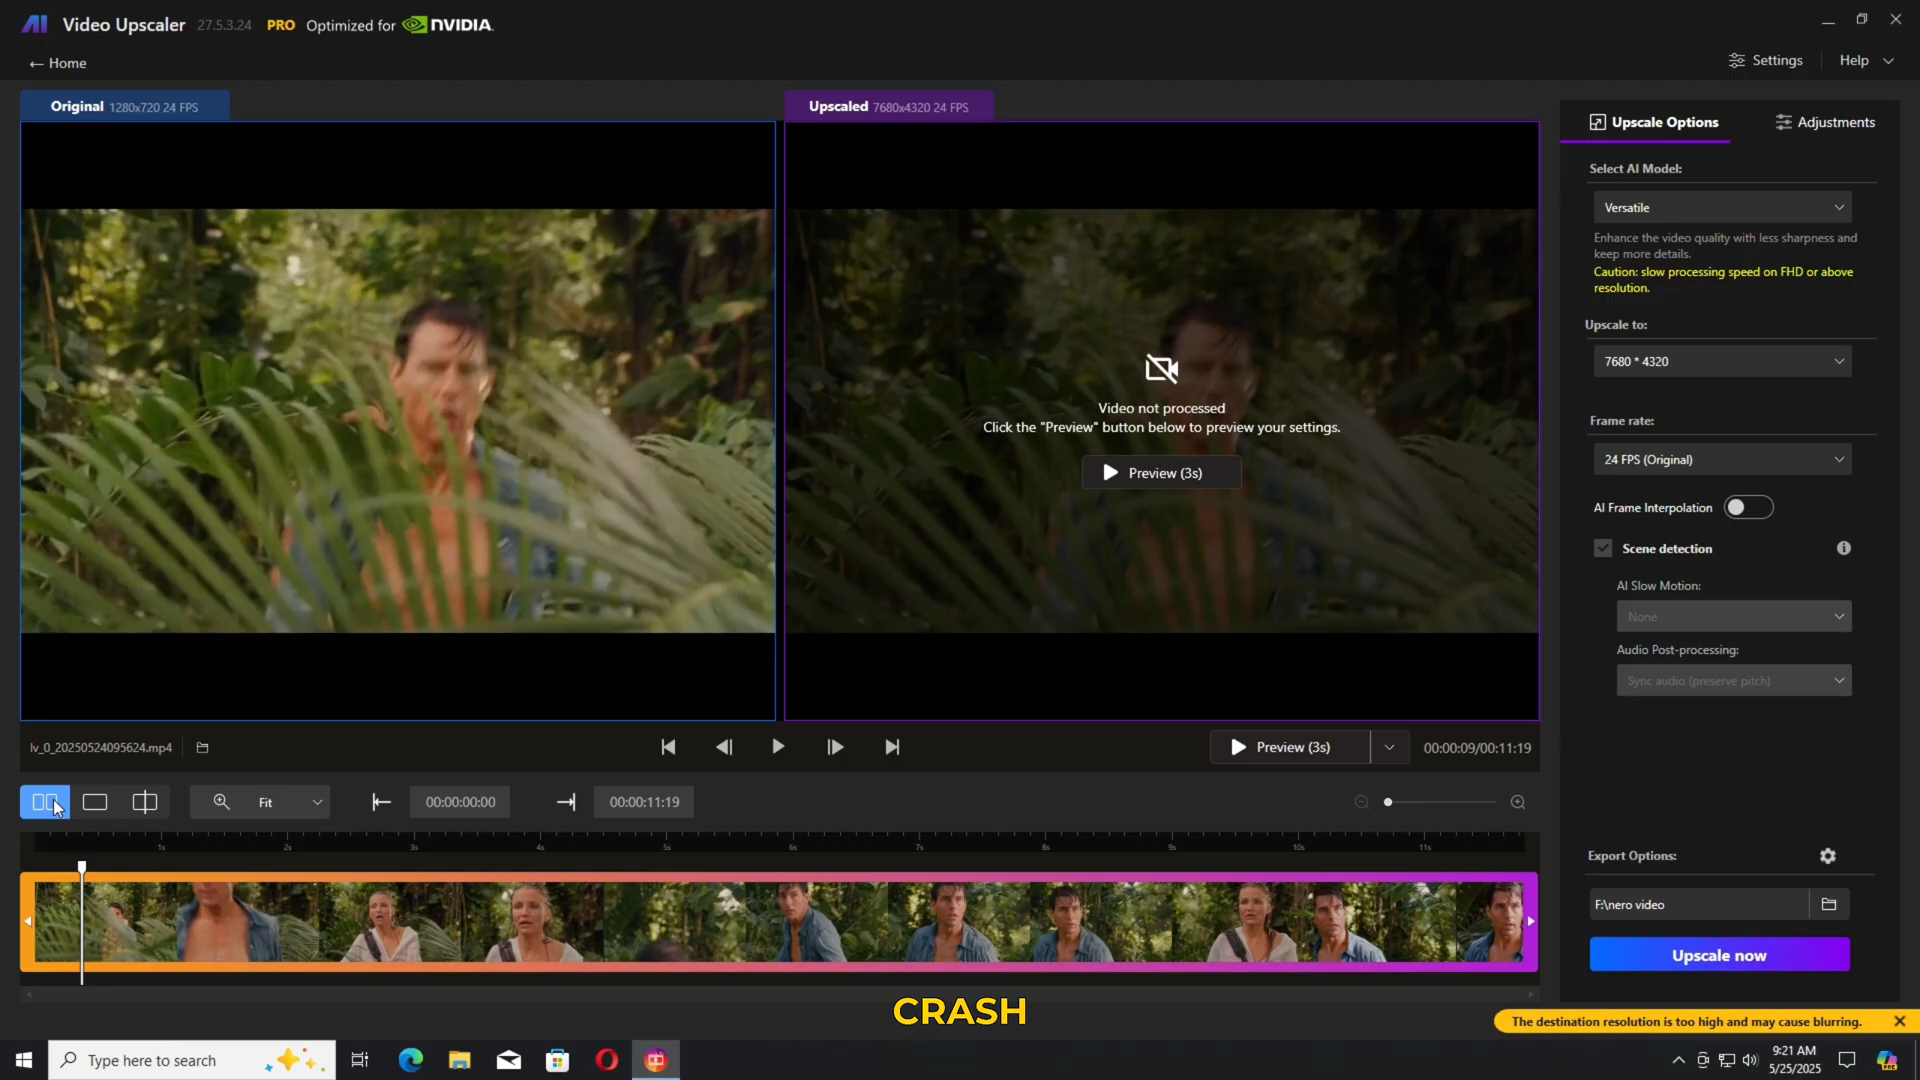 AI Video Upscaler 27.5.3.24 PRO Optimized for NVIDIA.
← Home
Settings
Help
Original 1280x720 24 FPS
Upscaled 7680x4320 24 FPS
Upscale Options
Adjustments
Select AI Model:
Versatile
Enhance the video quality with less sharpness and
keep more details.
Caution: slow processing speed on FHD or above
resolution.
Upscale to:
7680 * 4320
Frame rate:
24 FPS (Original)
AI Frame Interpolation
Scene detection
AI Slow Motion:
None
Audio Post-processing:
Sync audio (preserve pitch)
Video not processed
Click the "Preview" button below to preview your settings.
Preview (3s)
lv_0_20250524095624.mp4
Preview (3s)
00:00:09/00:11:19
Fit
00:00:00:00
00:00:11:19
1s 2s 3s 4s 5s 6s 7s 8s 9s 10s 11s
Export Options:
F:\nero video
Upscale now
CRASH
The destination resolution is too high and may cause blurring.
Type here to search
9:21 AM
5/25/2025
PRE